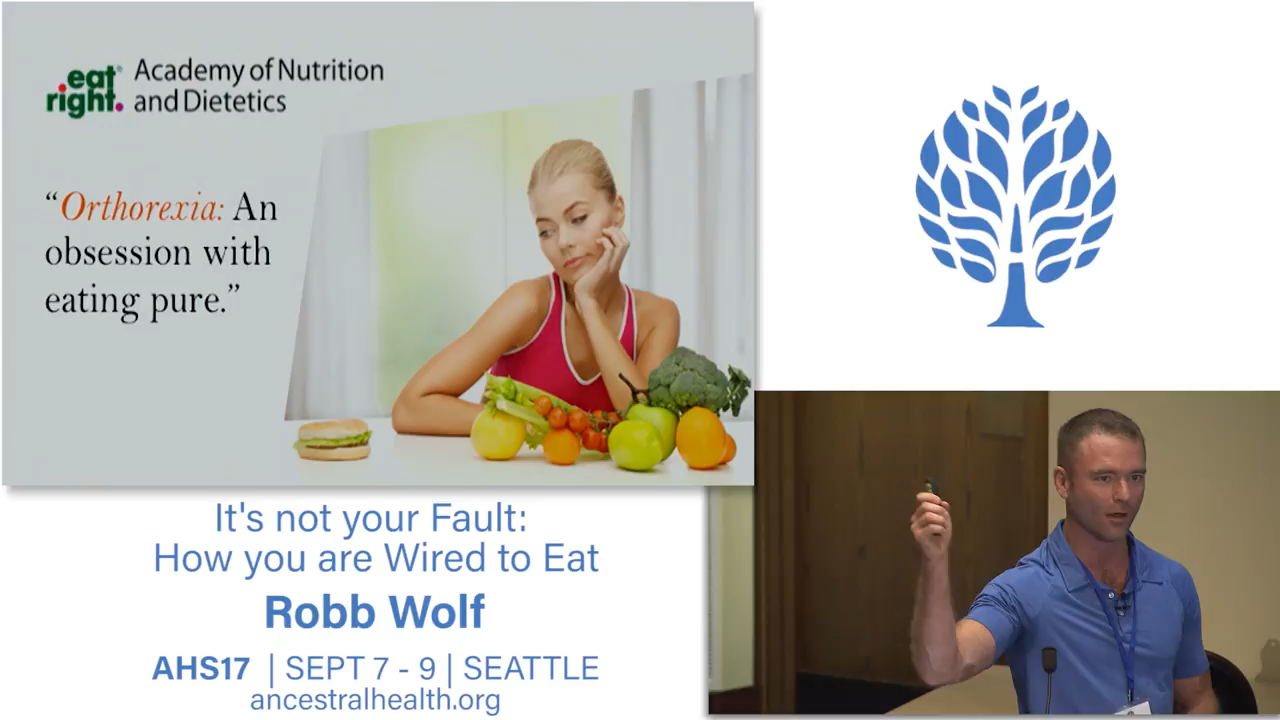 eat right. Academy of Nutrition
and Dietetics
“Orthorexia: An
obsession with
eating pure.”
It's not your Fault:
How you are Wired to Eat
Robb Wolf
AHS17 | SEPT 7 - 9 | SEATTLE
ancestralhealth.org